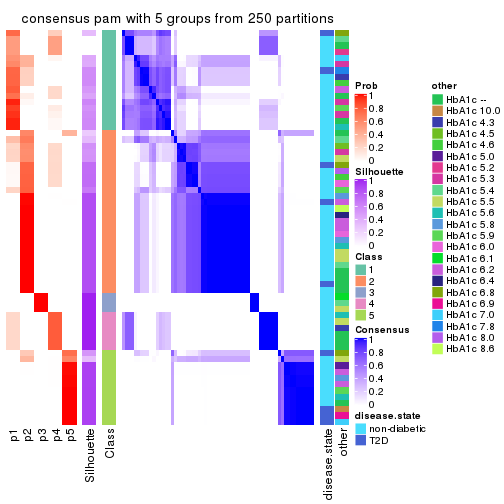 consensus pam with 5 groups from 250 partitions
p1
p2
p3
p4
p5
Silhouette
Class
disease.state
other
Prob
1
0.8
0.6
0.4
0.2
0
Silhouette
1
0.8
0.6
0.4
0.2
0
Class
1
2
3
4
5
Consensus
1
0.8
0.6
0.4
0.2
0
disease.state
non-diabetic
T2D
other
HbA1c --
HbA1c 10.0
HbA1c 4.3
HbA1c 4.5
HbA1c 4.6
HbA1c 5.0
HbA1c 5.2
HbA1c 5.3
HbA1c 5.4
HbA1c 5.5
HbA1c 5.6
HbA1c 5.8
HbA1c 5.9
HbA1c 6.0
HbA1c 6.1
HbA1c 6.2
HbA1c 6.4
HbA1c 6.8
HbA1c 6.9
HbA1c 7.0
HbA1c 7.8
HbA1c 8.0
HbA1c 8.6